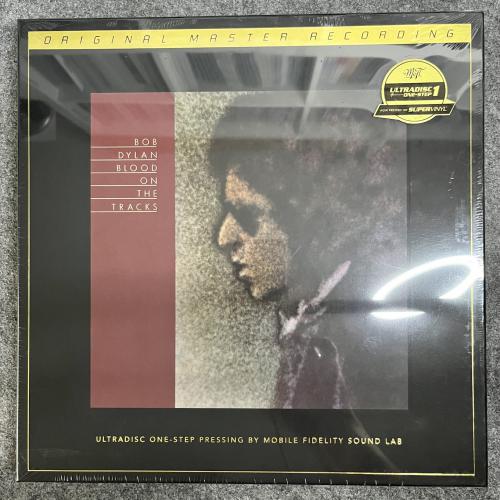 ORIGINAL MASTER RECORDING
ULTRADISC
ONE-STEP 1
SUPERVINYL
BOB
DYLAN
BLOOD
ON
THE
TRACKS
ULTRADISC ONE-STEP PRESSING BY MOBILE FIDELITY SOUND LAB